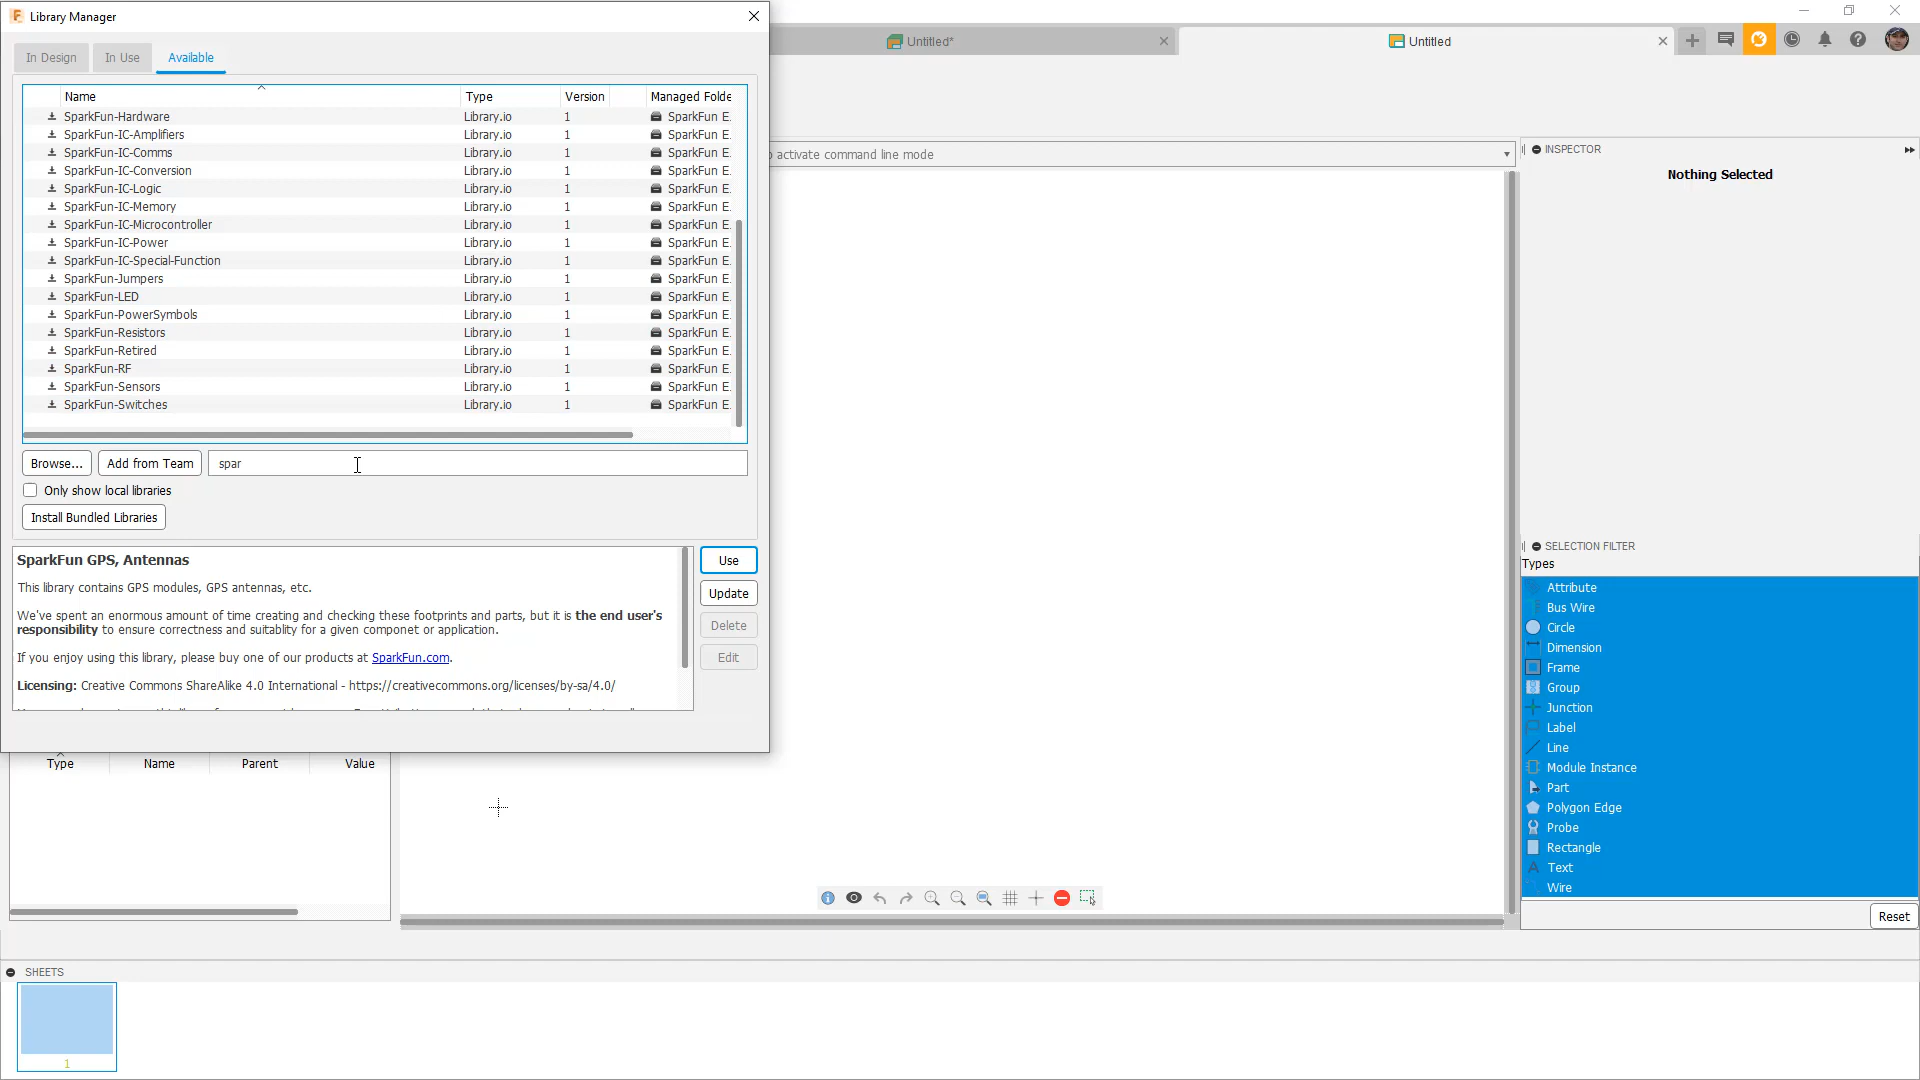 Library Manager
Untitled*
Untitled
In Design
In Use
Available
Name
Type
Version
Managed Folde
SparkFun-Hardware Library.io 1 SparkFun E.
SparkFun-IC-Amplifiers Library.io 1 SparkFun E.
SparkFun-IC-Comms Library.io 1 SparkFun E.
SparkFun-IC-Conversion Library.io 1 SparkFun E.
SparkFun-IC-Logic Library.io 1 SparkFun E.
SparkFun-IC-Memory Library.io 1 SparkFun E.
SparkFun-IC-Microcontroller Library.io 1 SparkFun E.
SparkFun-IC-Power Library.io 1 SparkFun E.
SparkFun-IC-Special-Function Library.io 1 SparkFun E.
SparkFun-Jumpers Library.io 1 SparkFun E.
SparkFun-LED Library.io 1 SparkFun E.
SparkFun-PowerSymbols Library.io 1 SparkFun E.
SparkFun-Resistors Library.io 1 SparkFun E.
SparkFun-Retired Library.io 1 SparkFun E.
SparkFun-RF Library.io 1 SparkFun E.
SparkFun-Sensors Library.io 1 SparkFun E.
SparkFun-Switches Library.io 1 SparkFun E.
Browse...
Add from Team
spar
Only show local libraries
Install Bundled Libraries
SparkFun GPS, Antennas
This library contains GPS modules, GPS antennas, etc.
We've spent an enormous amount of time creating and checking these footprints and parts, but it is the end user's
responsibility to ensure correctness and suitablity for a given componet or application.
If you enjoy using this library, please buy one of our products at SparkFun.com.
Licensing: Creative Commons ShareAlike 4.0 International - https://creativecommons.org/licenses/by-sa/4.0/
Use
Update
Delete
Edit
activate command line mode
INSPECTOR
Nothing Selected
SELECTION FILTER
Types
Attribute
Bus Wire
Circle
Dimension
Frame
Group
Junction
Label
Line
Module Instance
Part
Polygon Edge
Probe
Rectangle
Text
Wire
Reset
Type
Name
Parent
Value
SHEETS
1